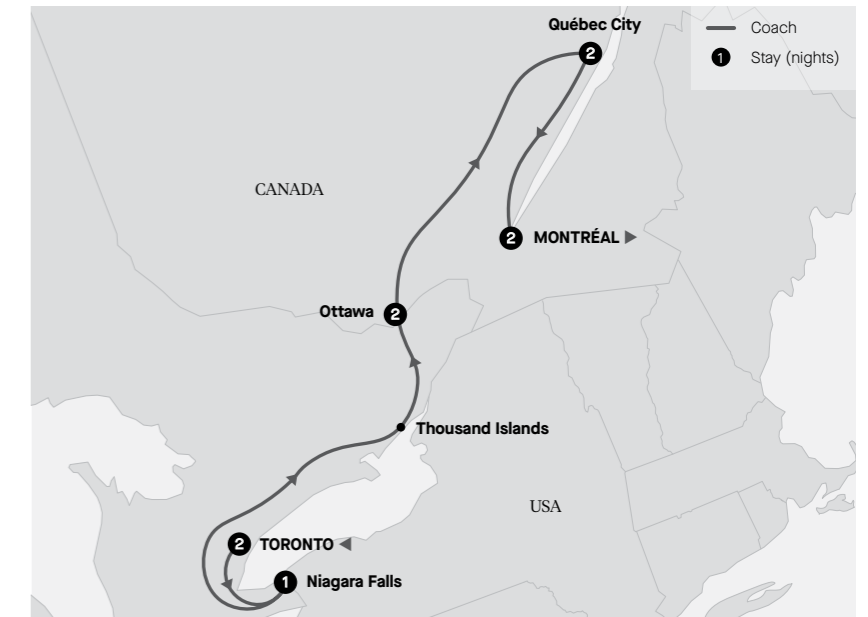 Québec City
2
Coach
1 Stay (nights)
CANADA
2 MONTRÉAL
Ottawa 2
Thousand Islands
USA
2 TORONTO
1 Niagara Falls